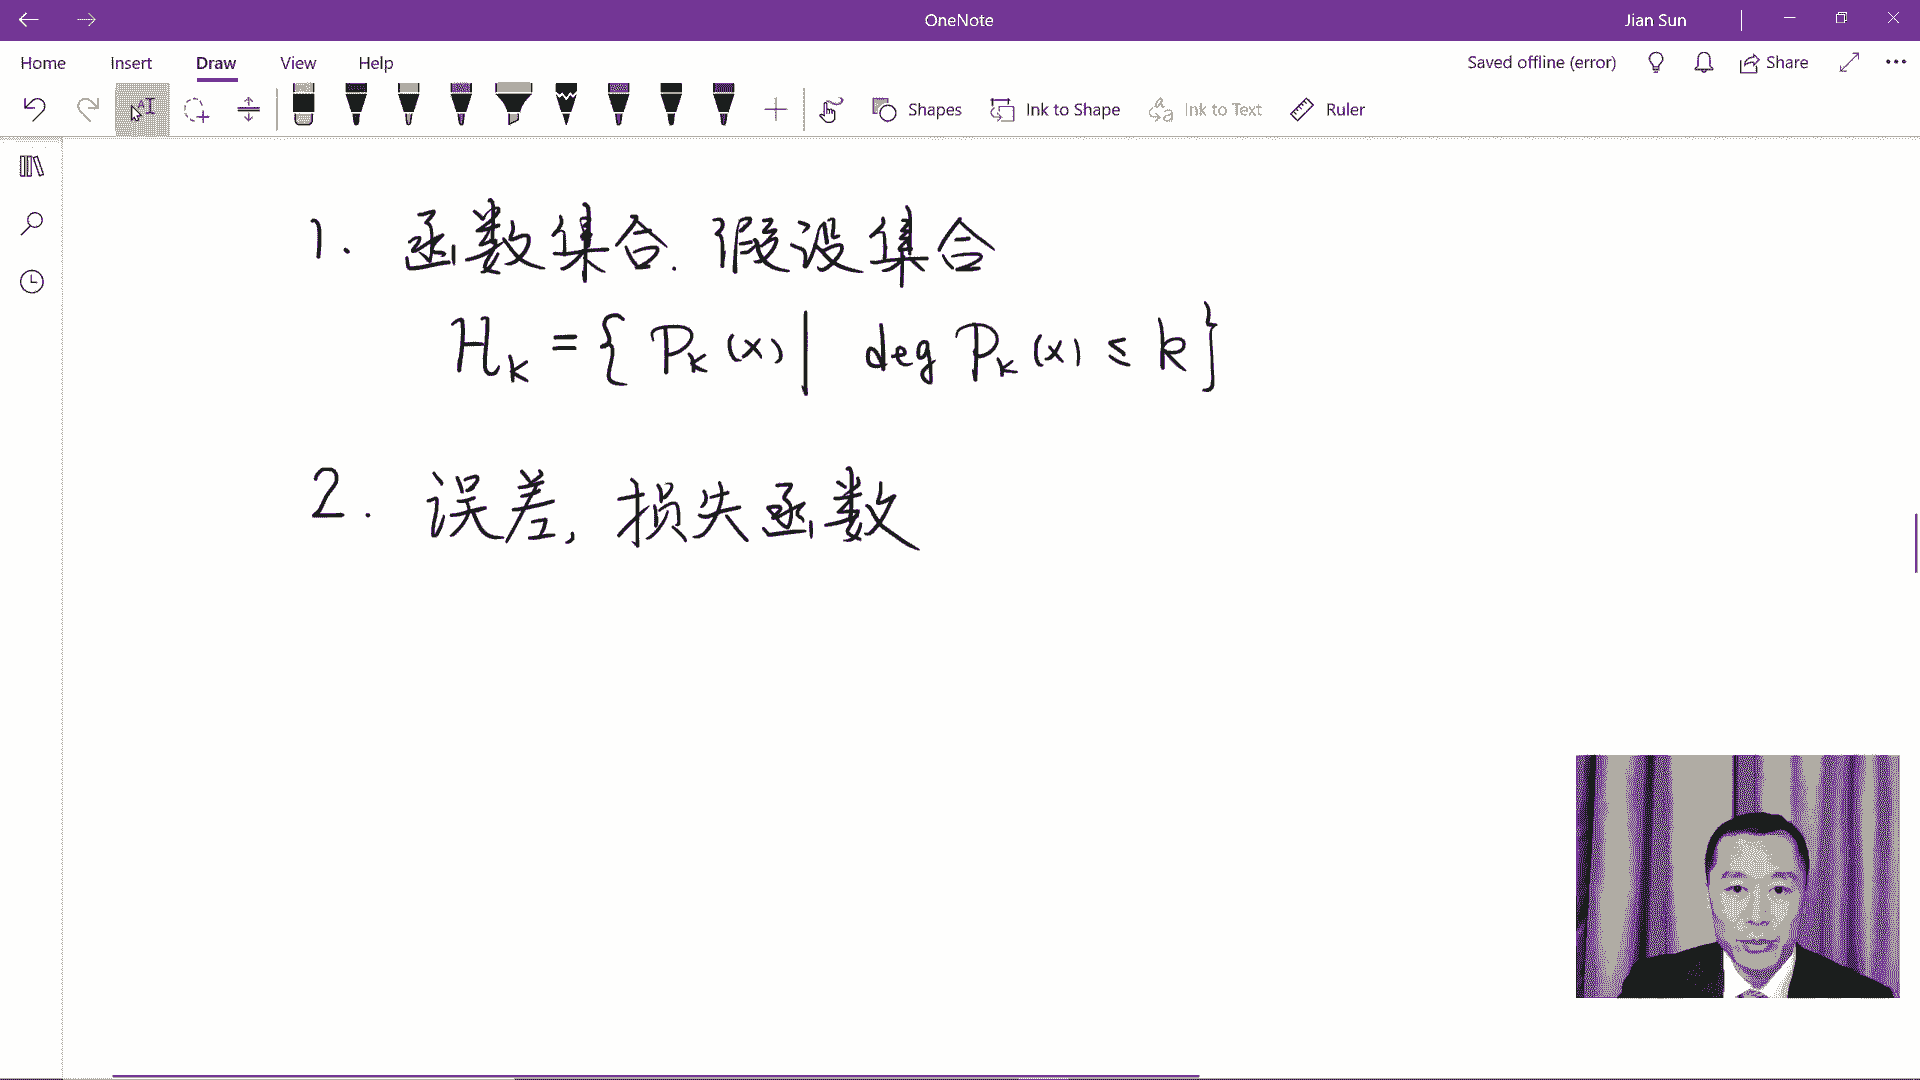 OneNote Jian Sun
Home Insert Draw View Help Saved offline (error) Share
Shapes Ink to Shape Ink to Text Ruler
1. 函数集合. 假设集合
H_k = { P_k (x) | deg P_k (x) ≤ k }
2. 误差, 损失函数